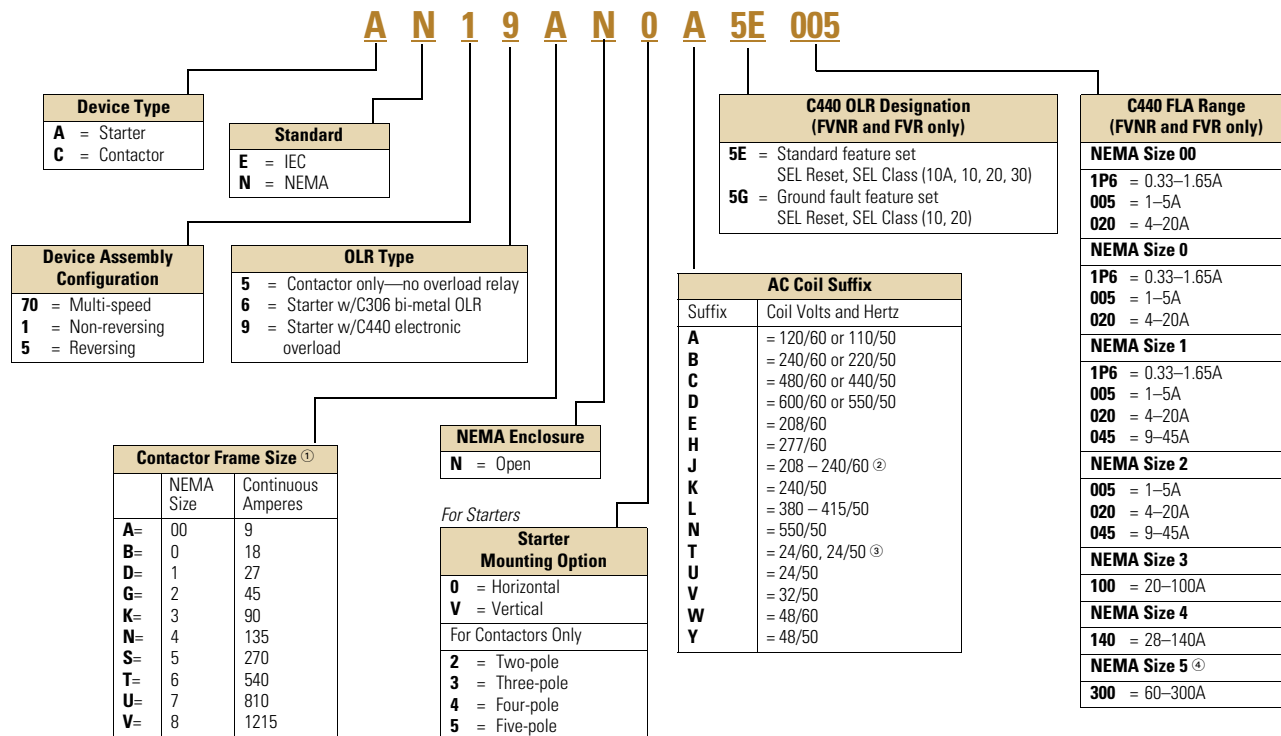 A N 1 9 A N 0 A 5E 005
Device Type
A = Starter
C = Contactor
Standard
E = IEC
N = NEMA
C440 OLR Designation
(FVNR and FVR only)
5E = Standard feature set
SEL Reset, SEL Class (10A, 10, 20, 30)
5G = Ground fault feature set
SEL Reset, SEL Class (10, 20)
C440 FLA Range
(FVNR and FVR only)
NEMA Size 00
1P6 = 0.33–1.65A
005 = 1–5A
020 = 4–20A
NEMA Size 0
1P6 = 0.33–1.65A
005 = 1–5A
020 = 4–20A
NEMA Size 1
1P6 = 0.33–1.65A
005 = 1–5A
020 = 4–20A
045 = 9–45A
NEMA Size 2
005 = 1–5A
020 = 4–20A
045 = 9–45A
NEMA Size 3
100 = 20–100A
NEMA Size 4
140 = 28–140A
NEMA Size 5 ④
300 = 60–300A
Device Assembly
Configuration
70 = Multi-speed
1 = Non-reversing
5 = Reversing
OLR Type
5 = Contactor only—no overload relay
6 = Starter w/C306 bi-metal OLR
9 = Starter w/C440 electronic
overload
AC Coil Suffix
Suffix Coil Volts and Hertz
A = 120/60 or 110/50
B = 240/60 or 220/50
C = 480/60 or 440/50
D = 600/60 or 550/50
E = 208/60
H = 277/60
J = 208 – 240/60 ②
K = 240/50
L = 380 – 415/50
N = 550/50
T = 24/60, 24/50 ③
U = 24/50
V = 32/50
W = 48/60
Y = 48/50
Contactor Frame Size ①
NEMA Continuous
Size Amperes
A= 00 9
B= 0 18
D= 1 27
G= 2 45
K= 3 90
N= 4 135
S= 5 270
T= 6 540
U= 7 810
V= 8 1215
NEMA Enclosure
N = Open
For Starters
Starter
Mounting Option
0 = Horizontal
V = Vertical
For Contactors Only
2 = Two-pole
3 = Three-pole
4 = Four-pole
5 = Five-pole